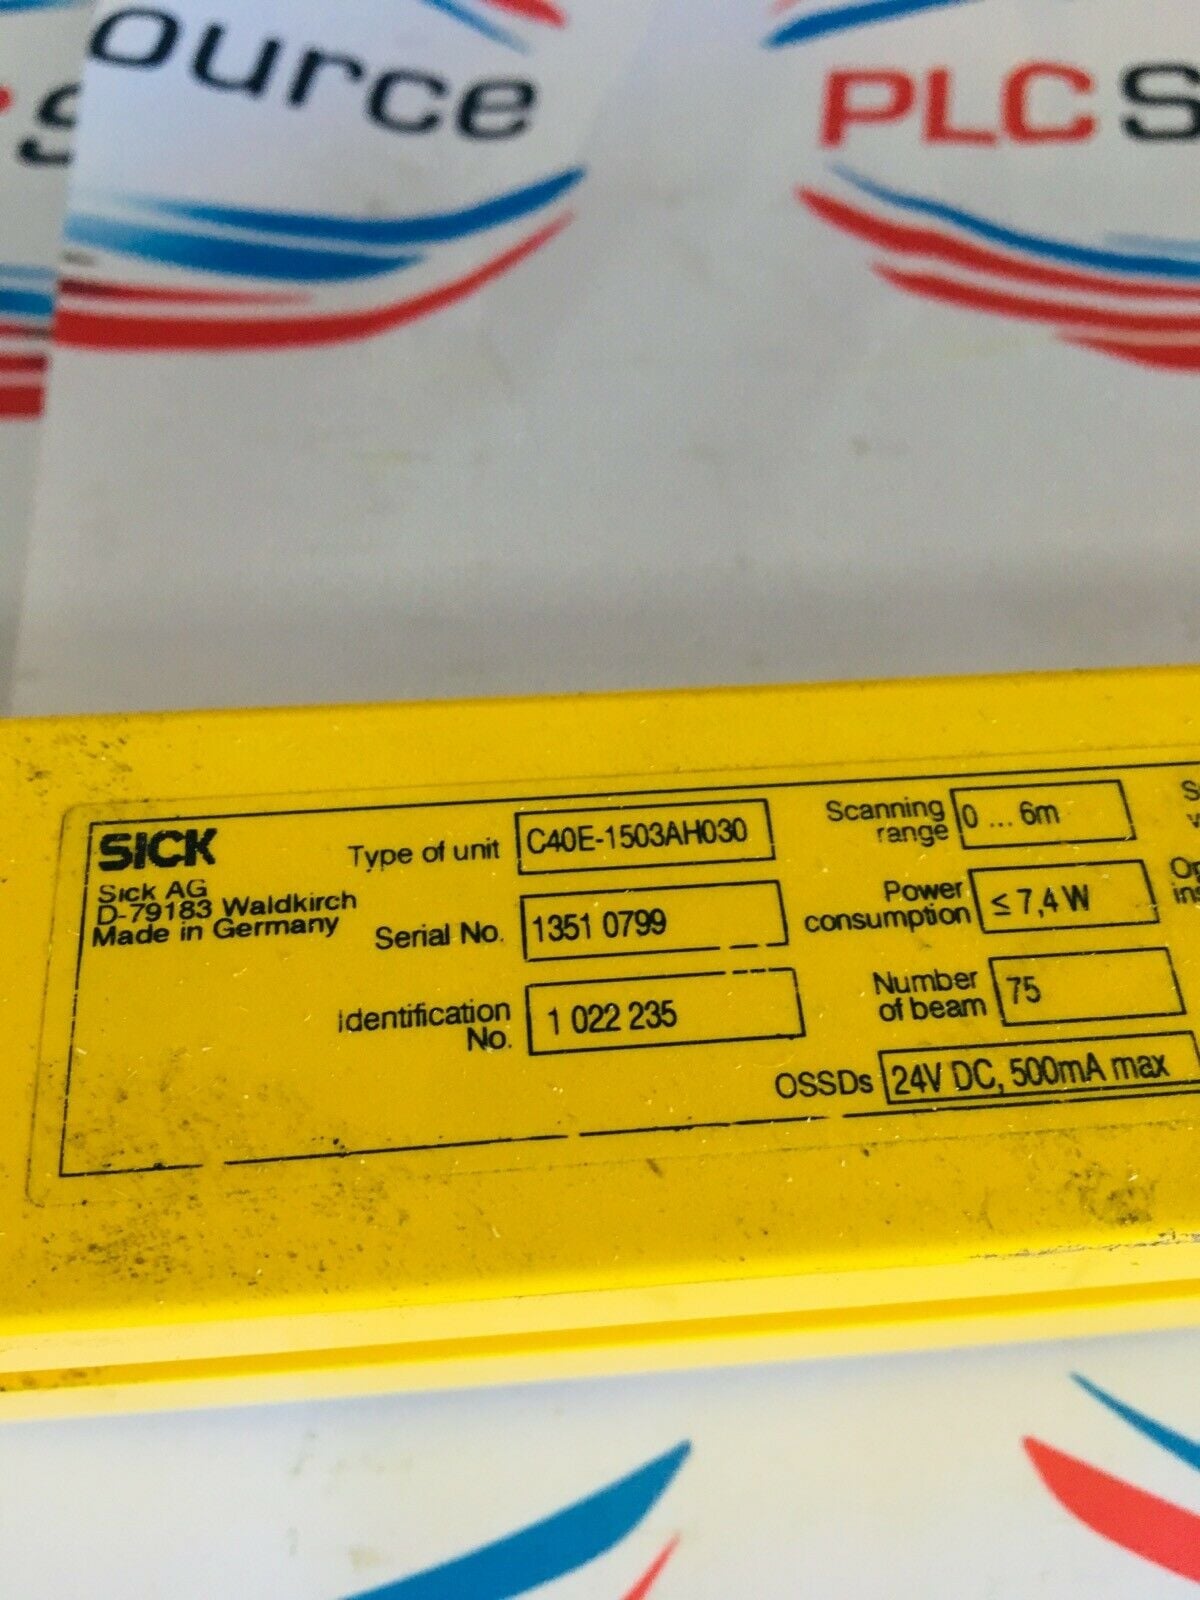 ource
PLC S
S
SICK
Sick AG
D-79183 Waldkirch
Made in Germany
Type of unit C40E-1503AH030
Serial No. 1351 0799
Identification
No. 1 022 235
Scanning
range 0 ... 6m
Power
consumption ≤ 7,4 W
Number
of beam 75
OSSDs 24V DC, 500mA max